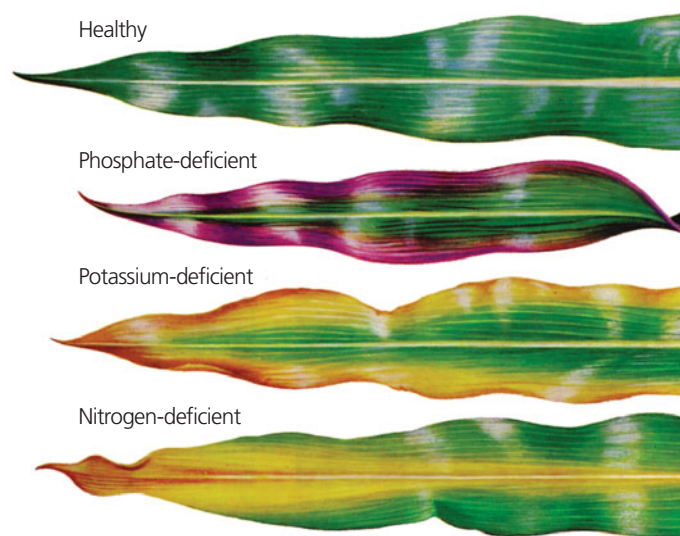 Healthy
Phosphate-deficient
Potassium-deficient
Nitrogen-deficient